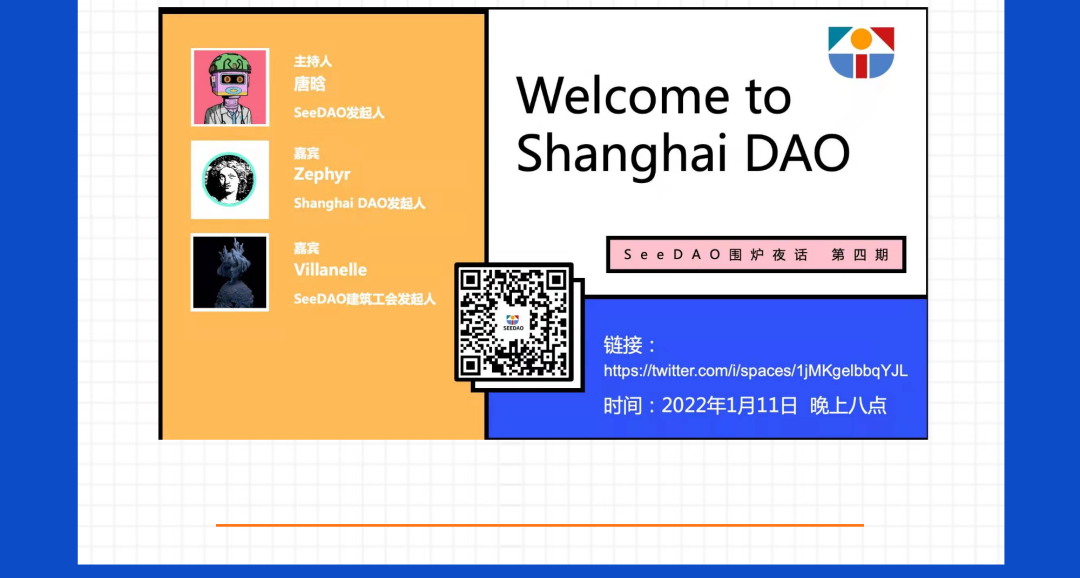 主持人
唐晗
SeeDAO发起人
嘉宾
Zephyr
Shanghai DAO发起人
嘉宾
Villanelle
SeeDAO建筑工会发起人
Welcome to
Shanghai DAO
SeeDAO围炉夜话 第四期
SEEDAO
链接：
https://twitter.com/i/spaces/1jMKgelbbqYJL
时间：2022年1月11日 晚上八点